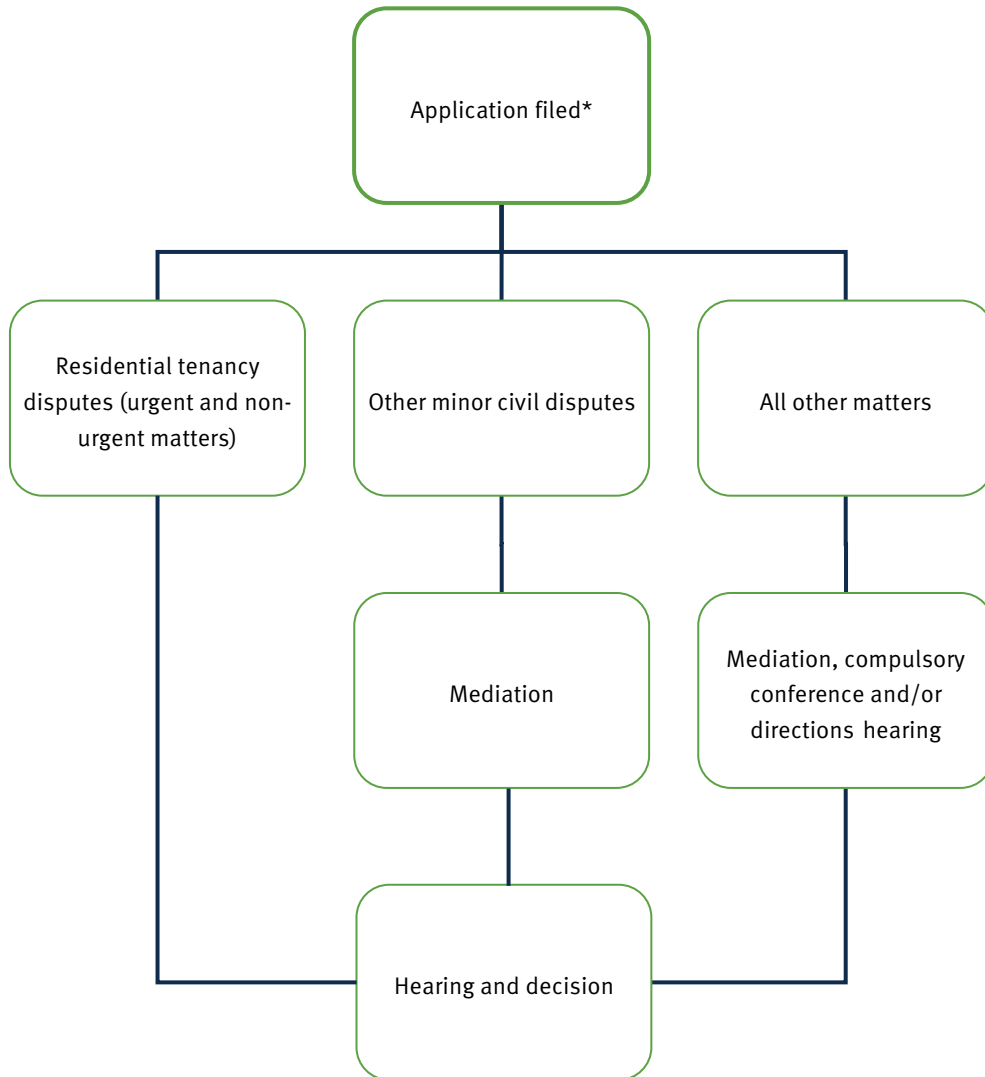 Application filed*
Residential tenancy
disputes (urgent and non-
urgent matters)
Other minor civil disputes
All other matters
Mediation
Mediation, compulsory
conference and/or
directions hearing
Hearing and decision